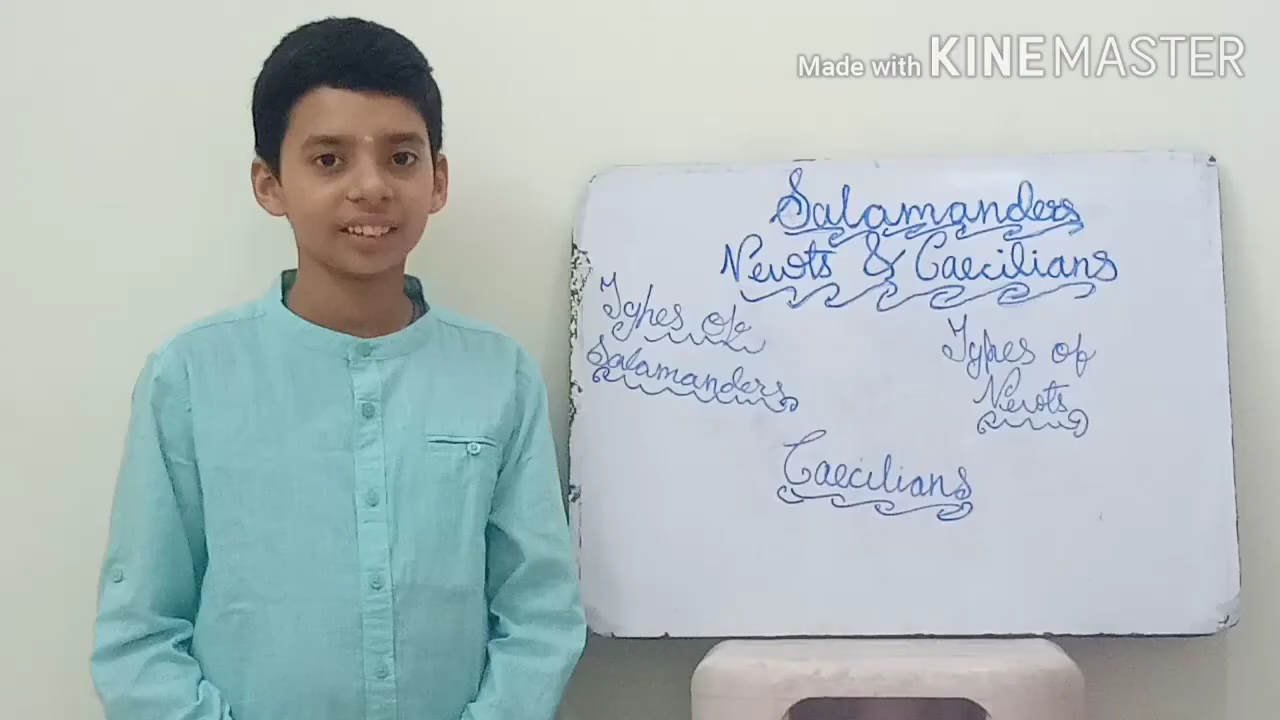 Made with KINEMASTER
Salamanders
Newts & Caecilians
Types of
Salamanders
Types of
Newts
Caecilians